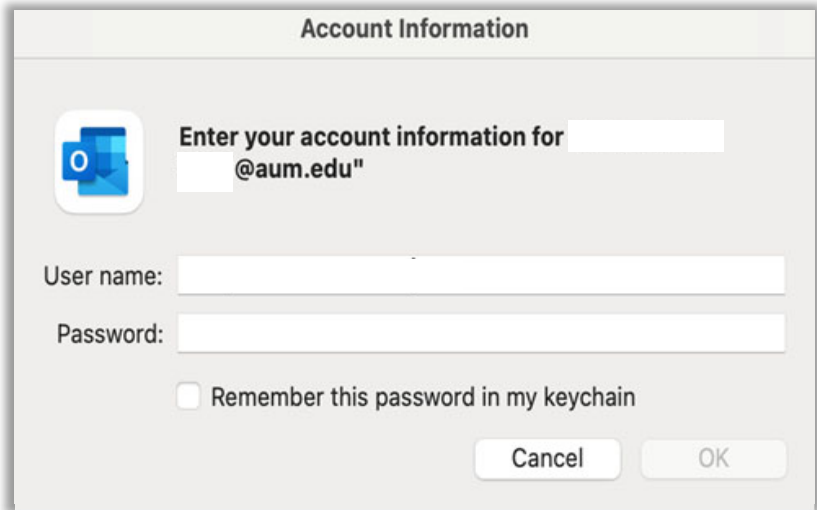 Account Information
Enter your account information for
@aum.edu"
User name:
Password:
Remember this password in my keychain
Cancel
OK